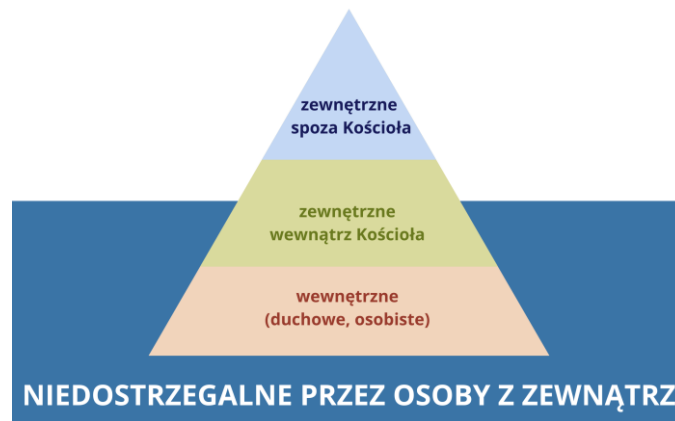 zewnętrzne
spoza Kościoła
zewnętrzne
wewnątrz Kościoła
wewnętrzne
(duchowe, osobiste)
NIEDOSTRZEGALNE PRZEZ OSOBY Z ZEWNĄTRZ